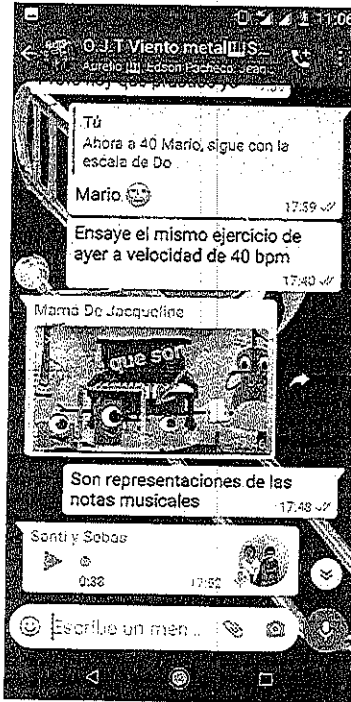 11:06
O.J.T Viento metal
Aurelio Edson Pacheco, Jean...
Tú
Ahora a 40 Mario, sigue con la
escala de Do
Mario.
17:39
Ensaye el mismo ejercicio de
ayer a velocidad de 40 bpm
17:40
Mamá De Jacqueline
que son
Son representaciones de las
notas musicales
17:48
Santi y Sebas
0:38
17:52
Escribe un men...